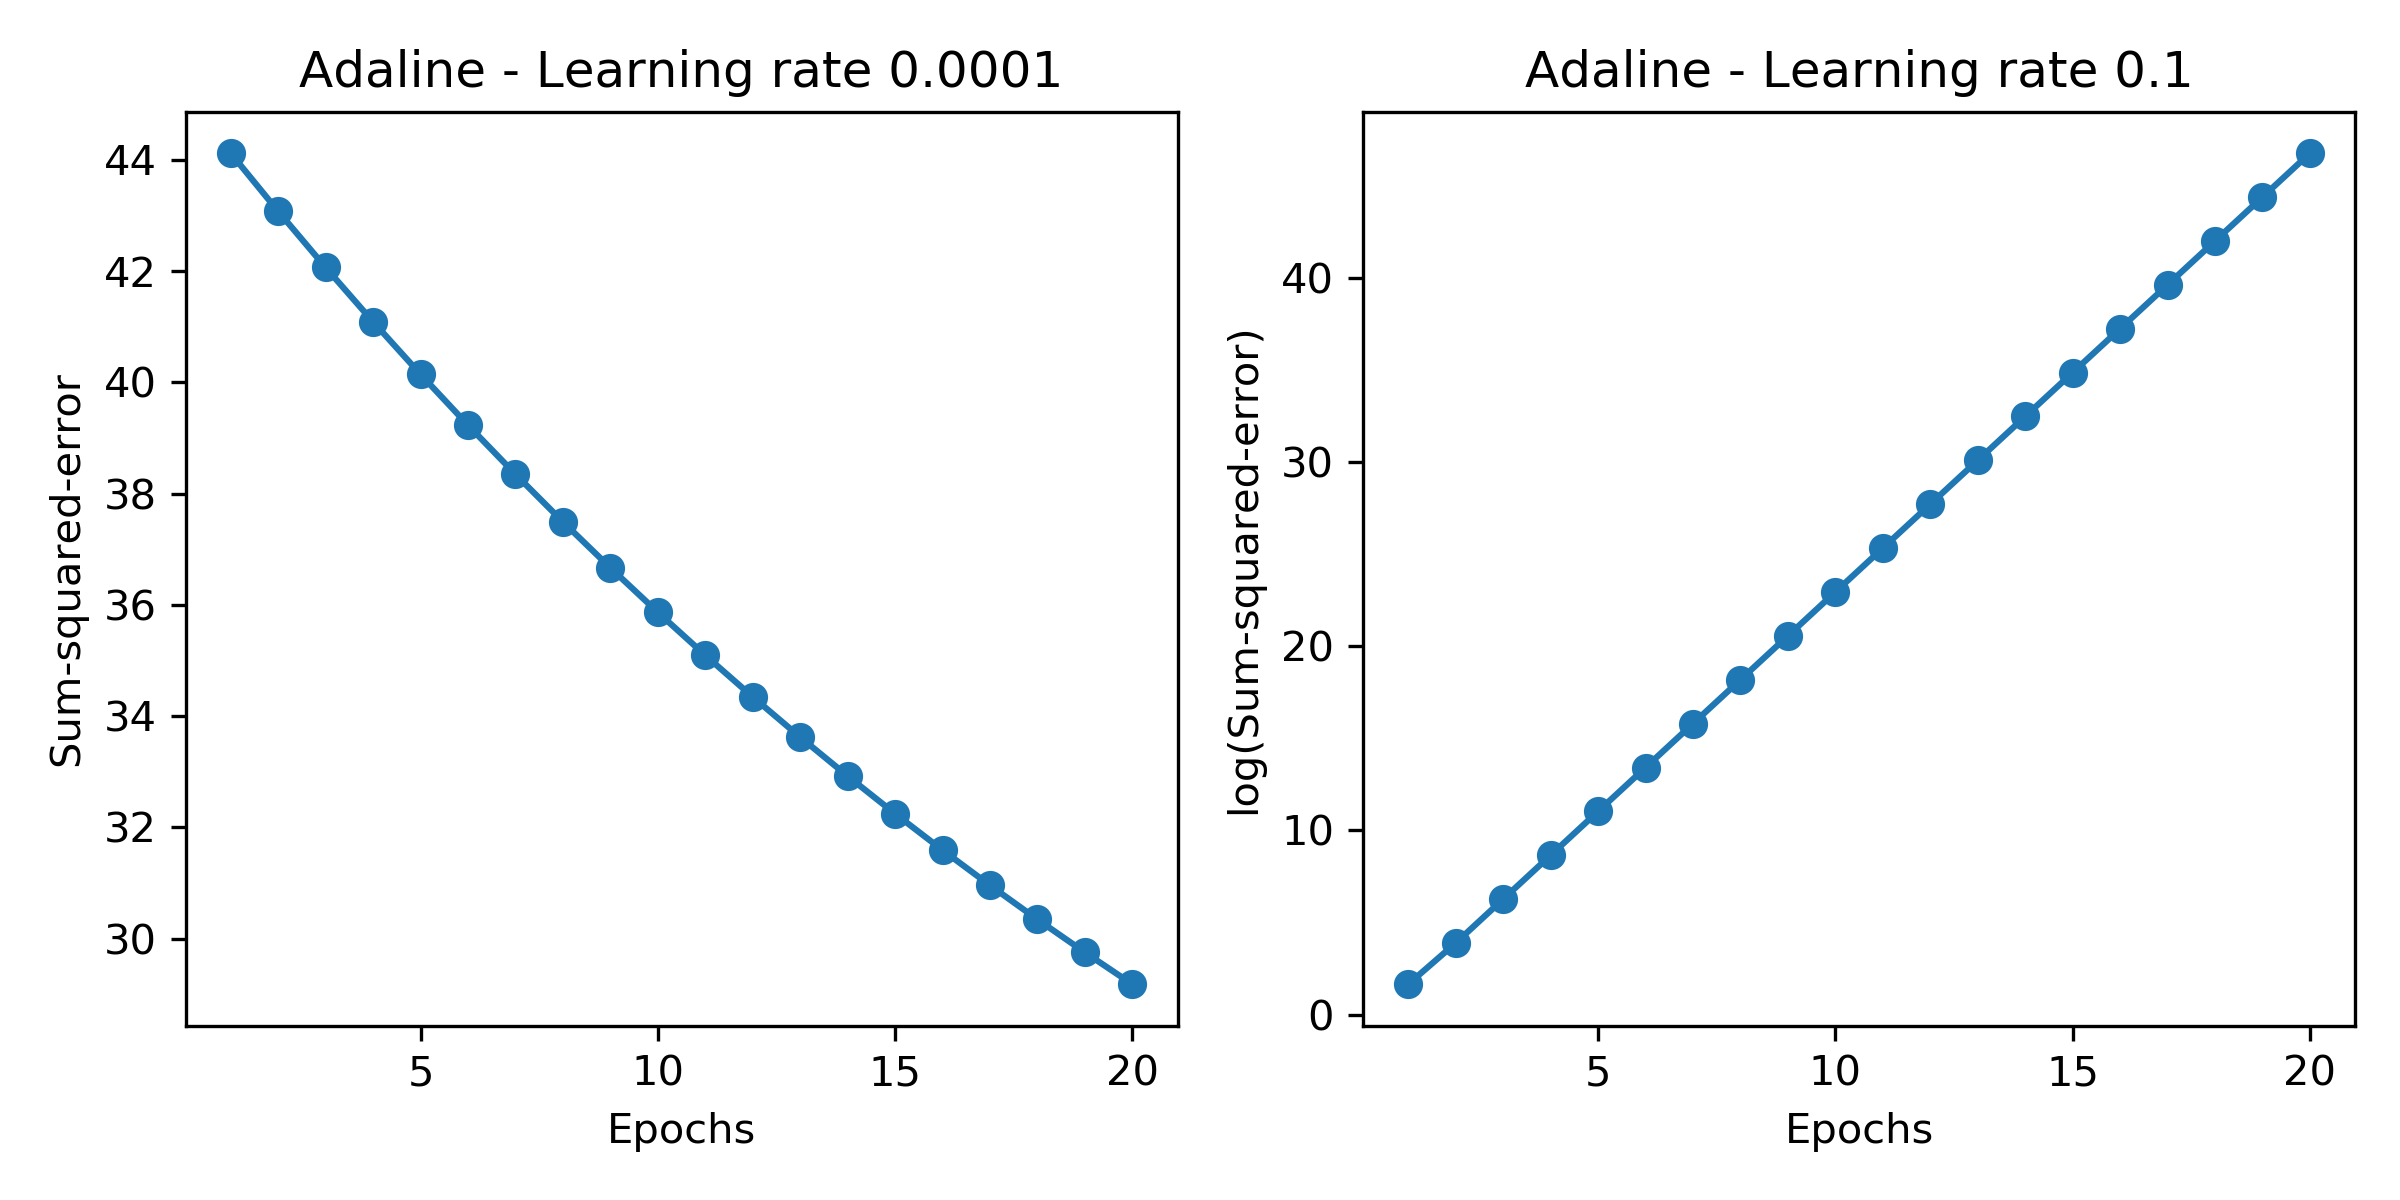 Adaline - Learning rate 0.0001
Sum-squared-error
44
42
40
38
36
34
32
30
5 10 15 20
Epochs
Adaline - Learning rate 0.1
log(Sum-squared-error)
40
30
20
10
0
5 10 15 20
Epochs